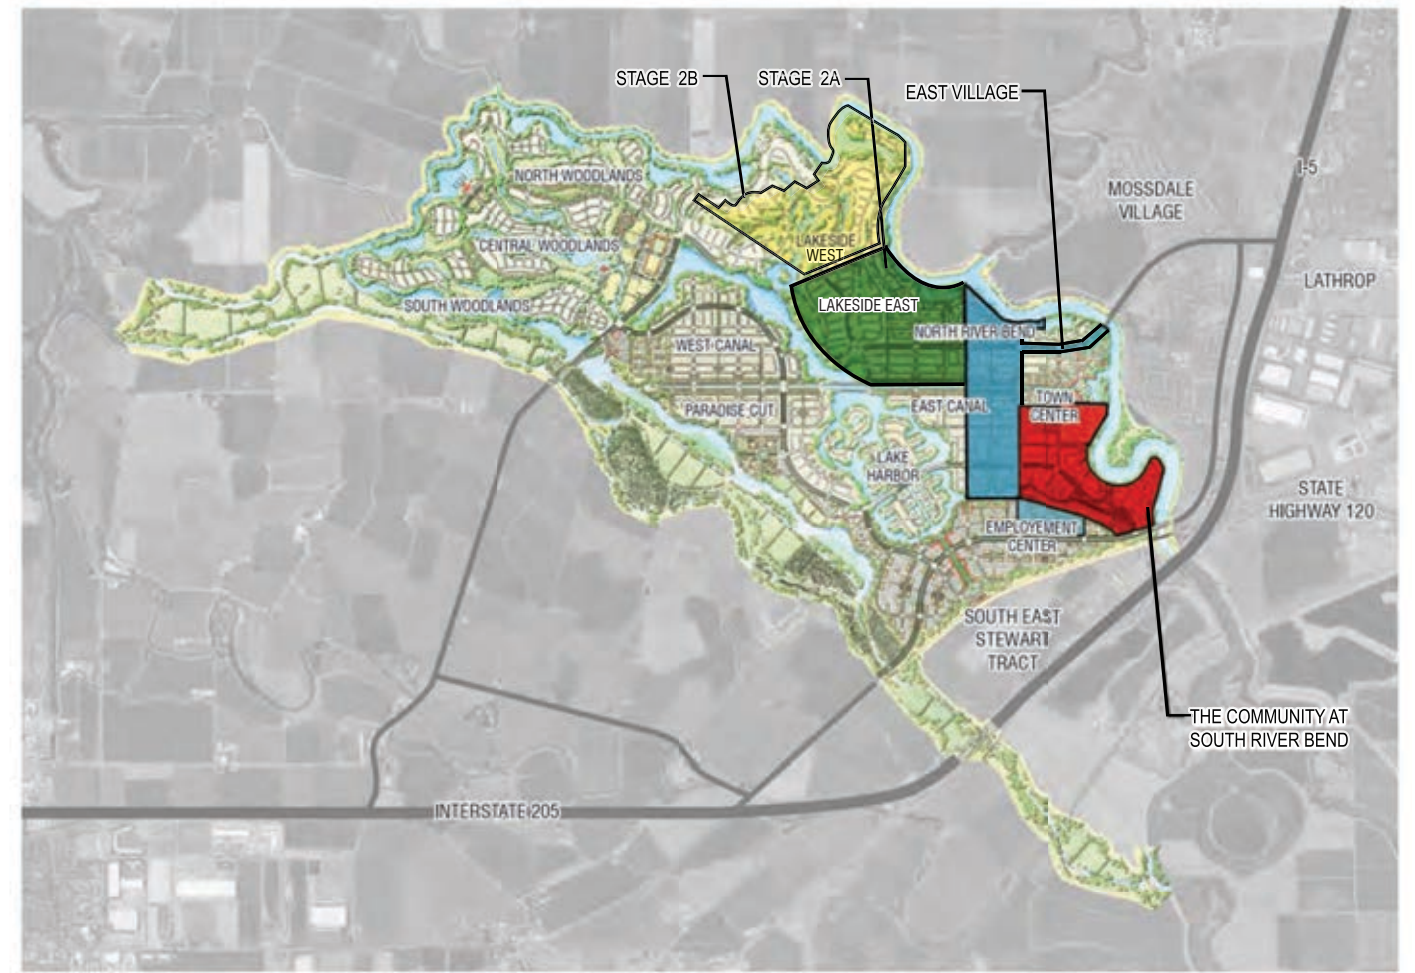 STAGE 2B
STAGE 2A
EAST VILLAGE
I-5
NORTH WOODLANDS
MOSSDALE
VILLAGE
CENTRAL WOODLANDS
LAKESIDE
WEST
LATHROP
SOUTH WOODLANDS
LAKESIDE EAST
NORTH RIVER BEND
WEST CANAL
PARADISE CUT
EAST CANAL
TOWN
CENTER
LAKE
HARBOR
STATE
HIGHWAY 120
EMPLOYEMENT
CENTER
SOUTH EAST
STEWART
TRACT
THE COMMUNITY AT
SOUTH RIVER BEND
INTERSTATE 205